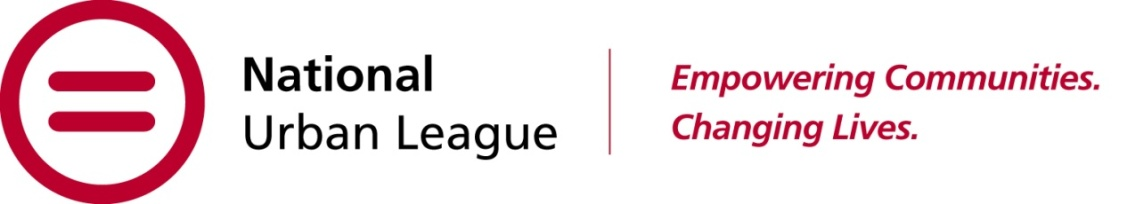 National
Urban League
Empowering Communities.
Changing Lives.